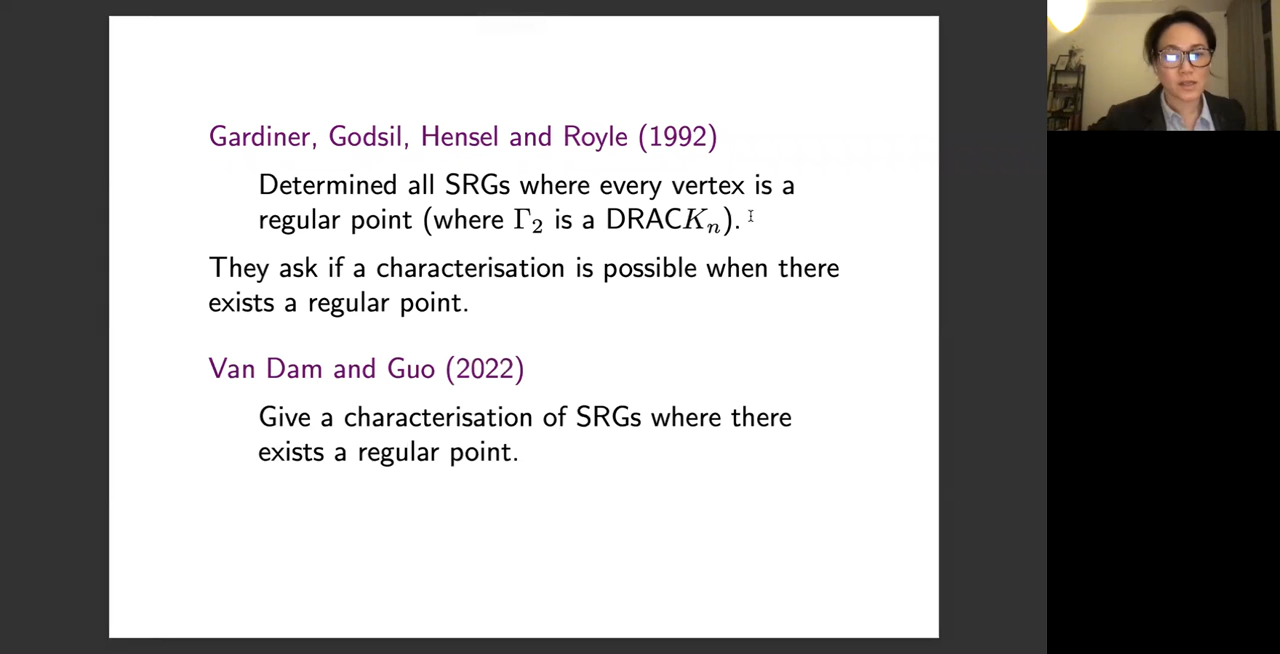 Gardiner, Godsil, Hensel and Royle (1992)
Determined all SRGs where every vertex is a
regular point (where Γ₂ is a DRACKₙ).
They ask if a characterisation is possible when there
exists a regular point.
Van Dam and Guo (2022)
Give a characterisation of SRGs where there
exists a regular point.